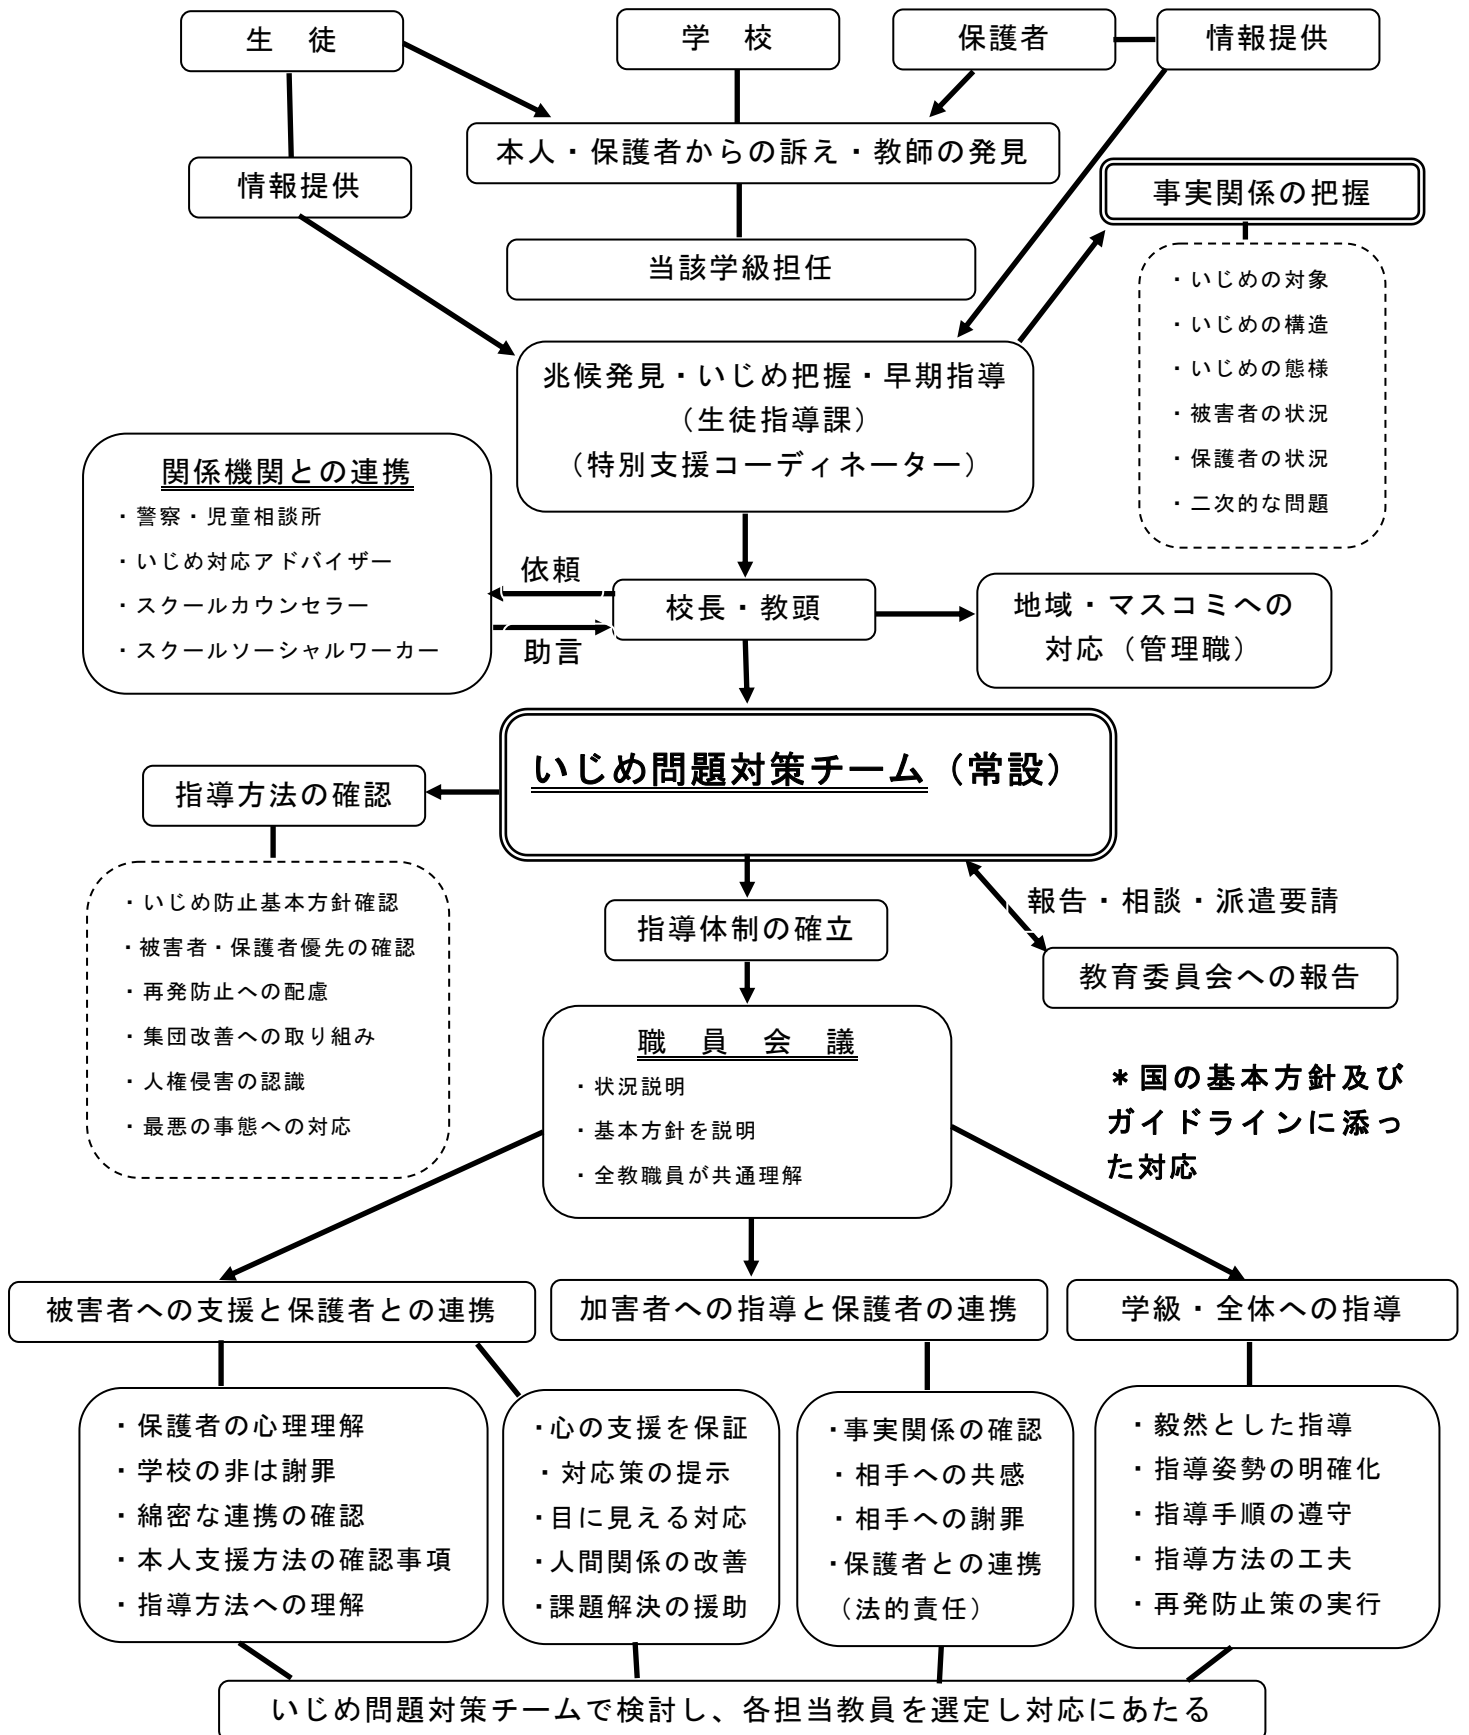 生　徒
学　校
保護者
情報提供
本人・保護者からの訴え・教師の発見
情報提供
事実関係の把握
当該学級担任
・いじめの対象
・いじめの構造
・いじめの態様
・被害者の状況
・保護者の状況
・二次的な問題
兆候発見・いじめ把握・早期指導
（生徒指導課）
（特別支援コーディネーター）
関係機関との連携
・警察・児童相談所
・いじめ対応アドバイザー
・スクールカウンセラー
・スクールソーシャルワーカー
依頼
助言
校長・教頭
地域・マスコミへの
対応（管理職）
いじめ問題対策チーム（常設）
指導方法の確認
・いじめ防止基本方針確認
・被害者・保護者優先の確認
・再発防止への配慮
・集団改善への取り組み
・人権侵害の認識
・最悪の事態への対応
指導体制の確立
報告・相談・派遣要請
教育委員会への報告
職　員　会　議
・状況説明
・基本方針を説明
・全教職員が共通理解
＊国の基本方針及び
ガイドラインに添っ
た対応
被害者への支援と保護者との連携
加害者への指導と保護者の連携
学級・全体への指導
・保護者の心理理解
・学校の非は謝罪
・綿密な連携の確認
・本人支援方法の確認事項
・指導方法への理解
・心の支援を保証
・対応策の提示
・目に見える対応
・人間関係の改善
・課題解決の援助
・事実関係の確認
・相手への共感
・相手への謝罪
・保護者との連携
（法的責任）
・毅然とした指導
・指導姿勢の明確化
・指導手順の遵守
・指導方法の工夫
・再発防止策の実行
いじめ問題対策チームで検討し、各担当教員を選定し対応にあたる